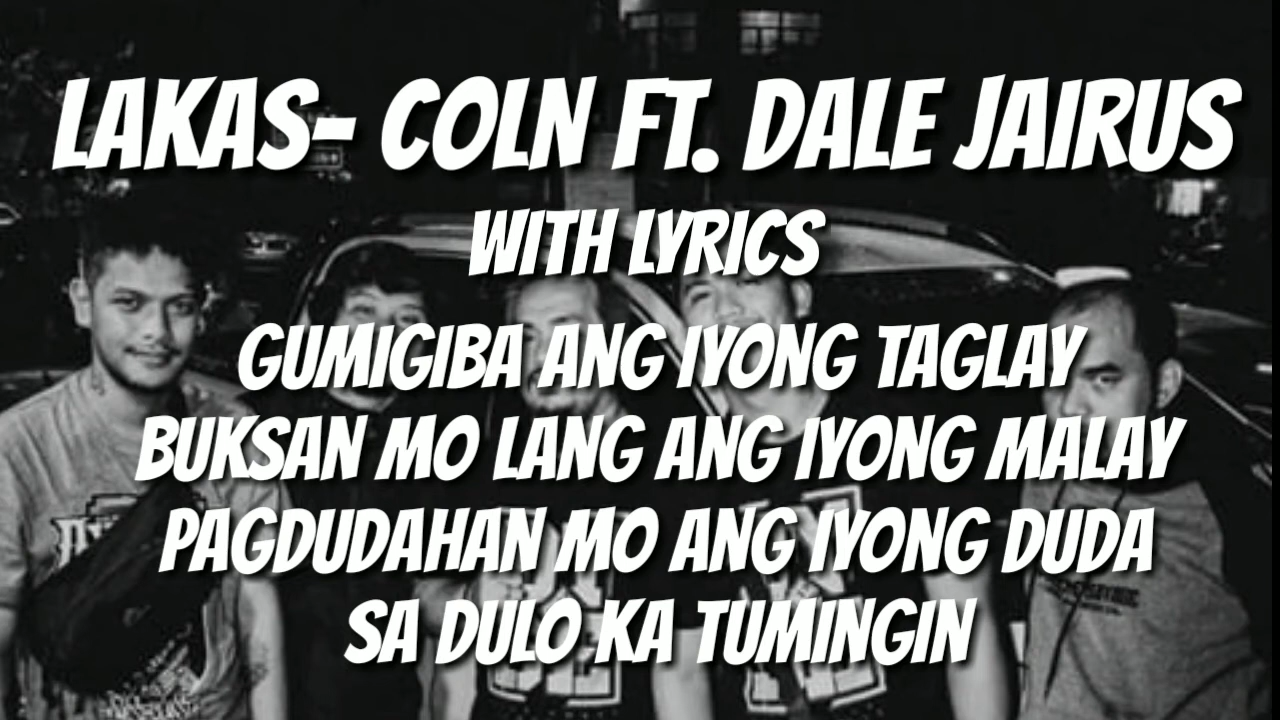 LAKAS- COLN FT. DALE JAIRUS
WITH LYRICS
GUMIGIBA ANG IYONG TAGLAY
BUKSAN MO LANG ANG IYONG MALAY
PAGDUDAHAN MO ANG IYONG DUDA
SA DULO KA TUMINGIN